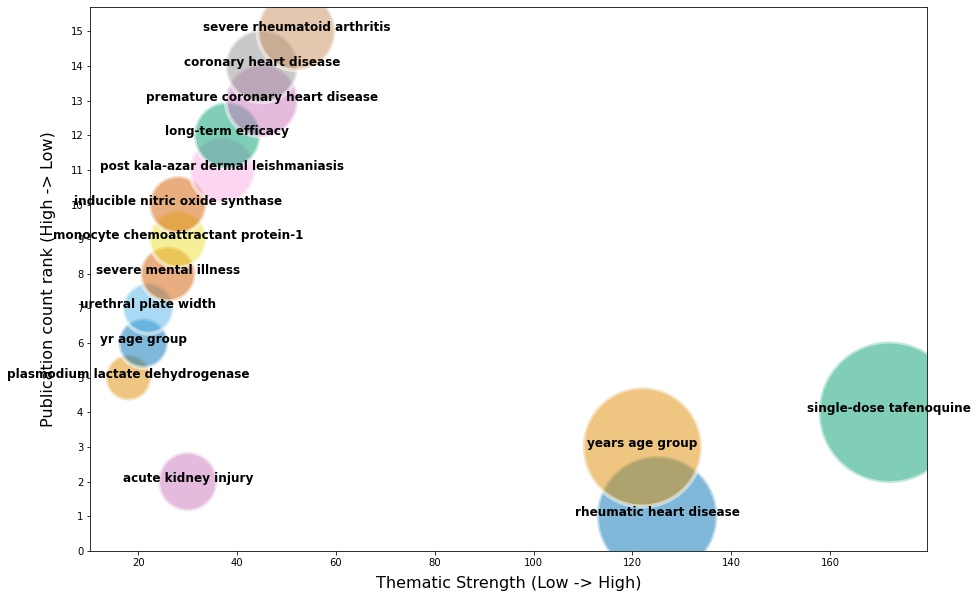 15
severe rheumatoid arthritis
14
coronary heart disease
13
premature coronary heart disease
12
long-term efficacy
11
post kala-azar dermal leishmaniasis
10
inducible nitric oxide synthase
9
monocyte chemoattractant protein-1
8
severe mental illness
7
urethral plate width
6
yr age group
5
plasmodium lactate dehydrogenase
4
single-dose tafenoquine
3
years age group
2
acute kidney injury
1
rheumatic heart disease
0
Publication count rank (High -> Low)
20 40 60 80 100 120 140 160
Thematic Strength (Low -> High)